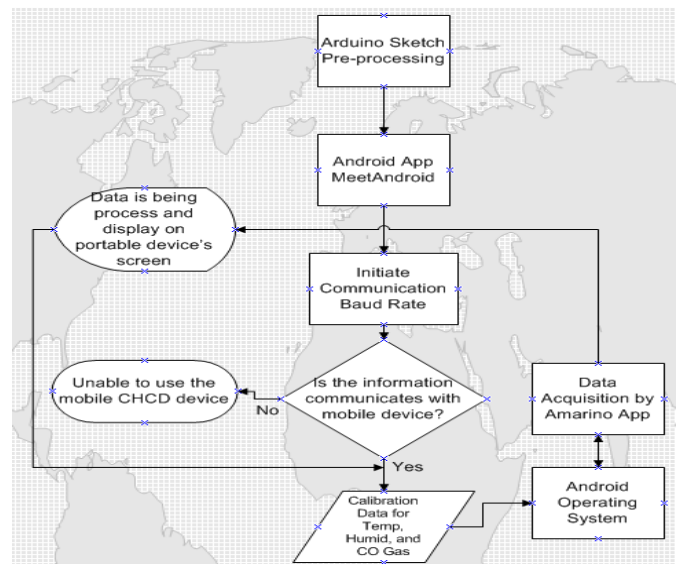 Arduino Sketch
Pre-processing
Android App
MeetAndroid
Data is being
process and
display on
portable device's
screen
Initiate
Communication
Baud Rate
Unable to use the
mobile CHCD device
No
Is the information
communicates with
mobile device?
Yes
Data
Acquisition by
Amarino App
Calibration
Data for
Temp,
Humid, and
CO Gas
Android
Operating
System